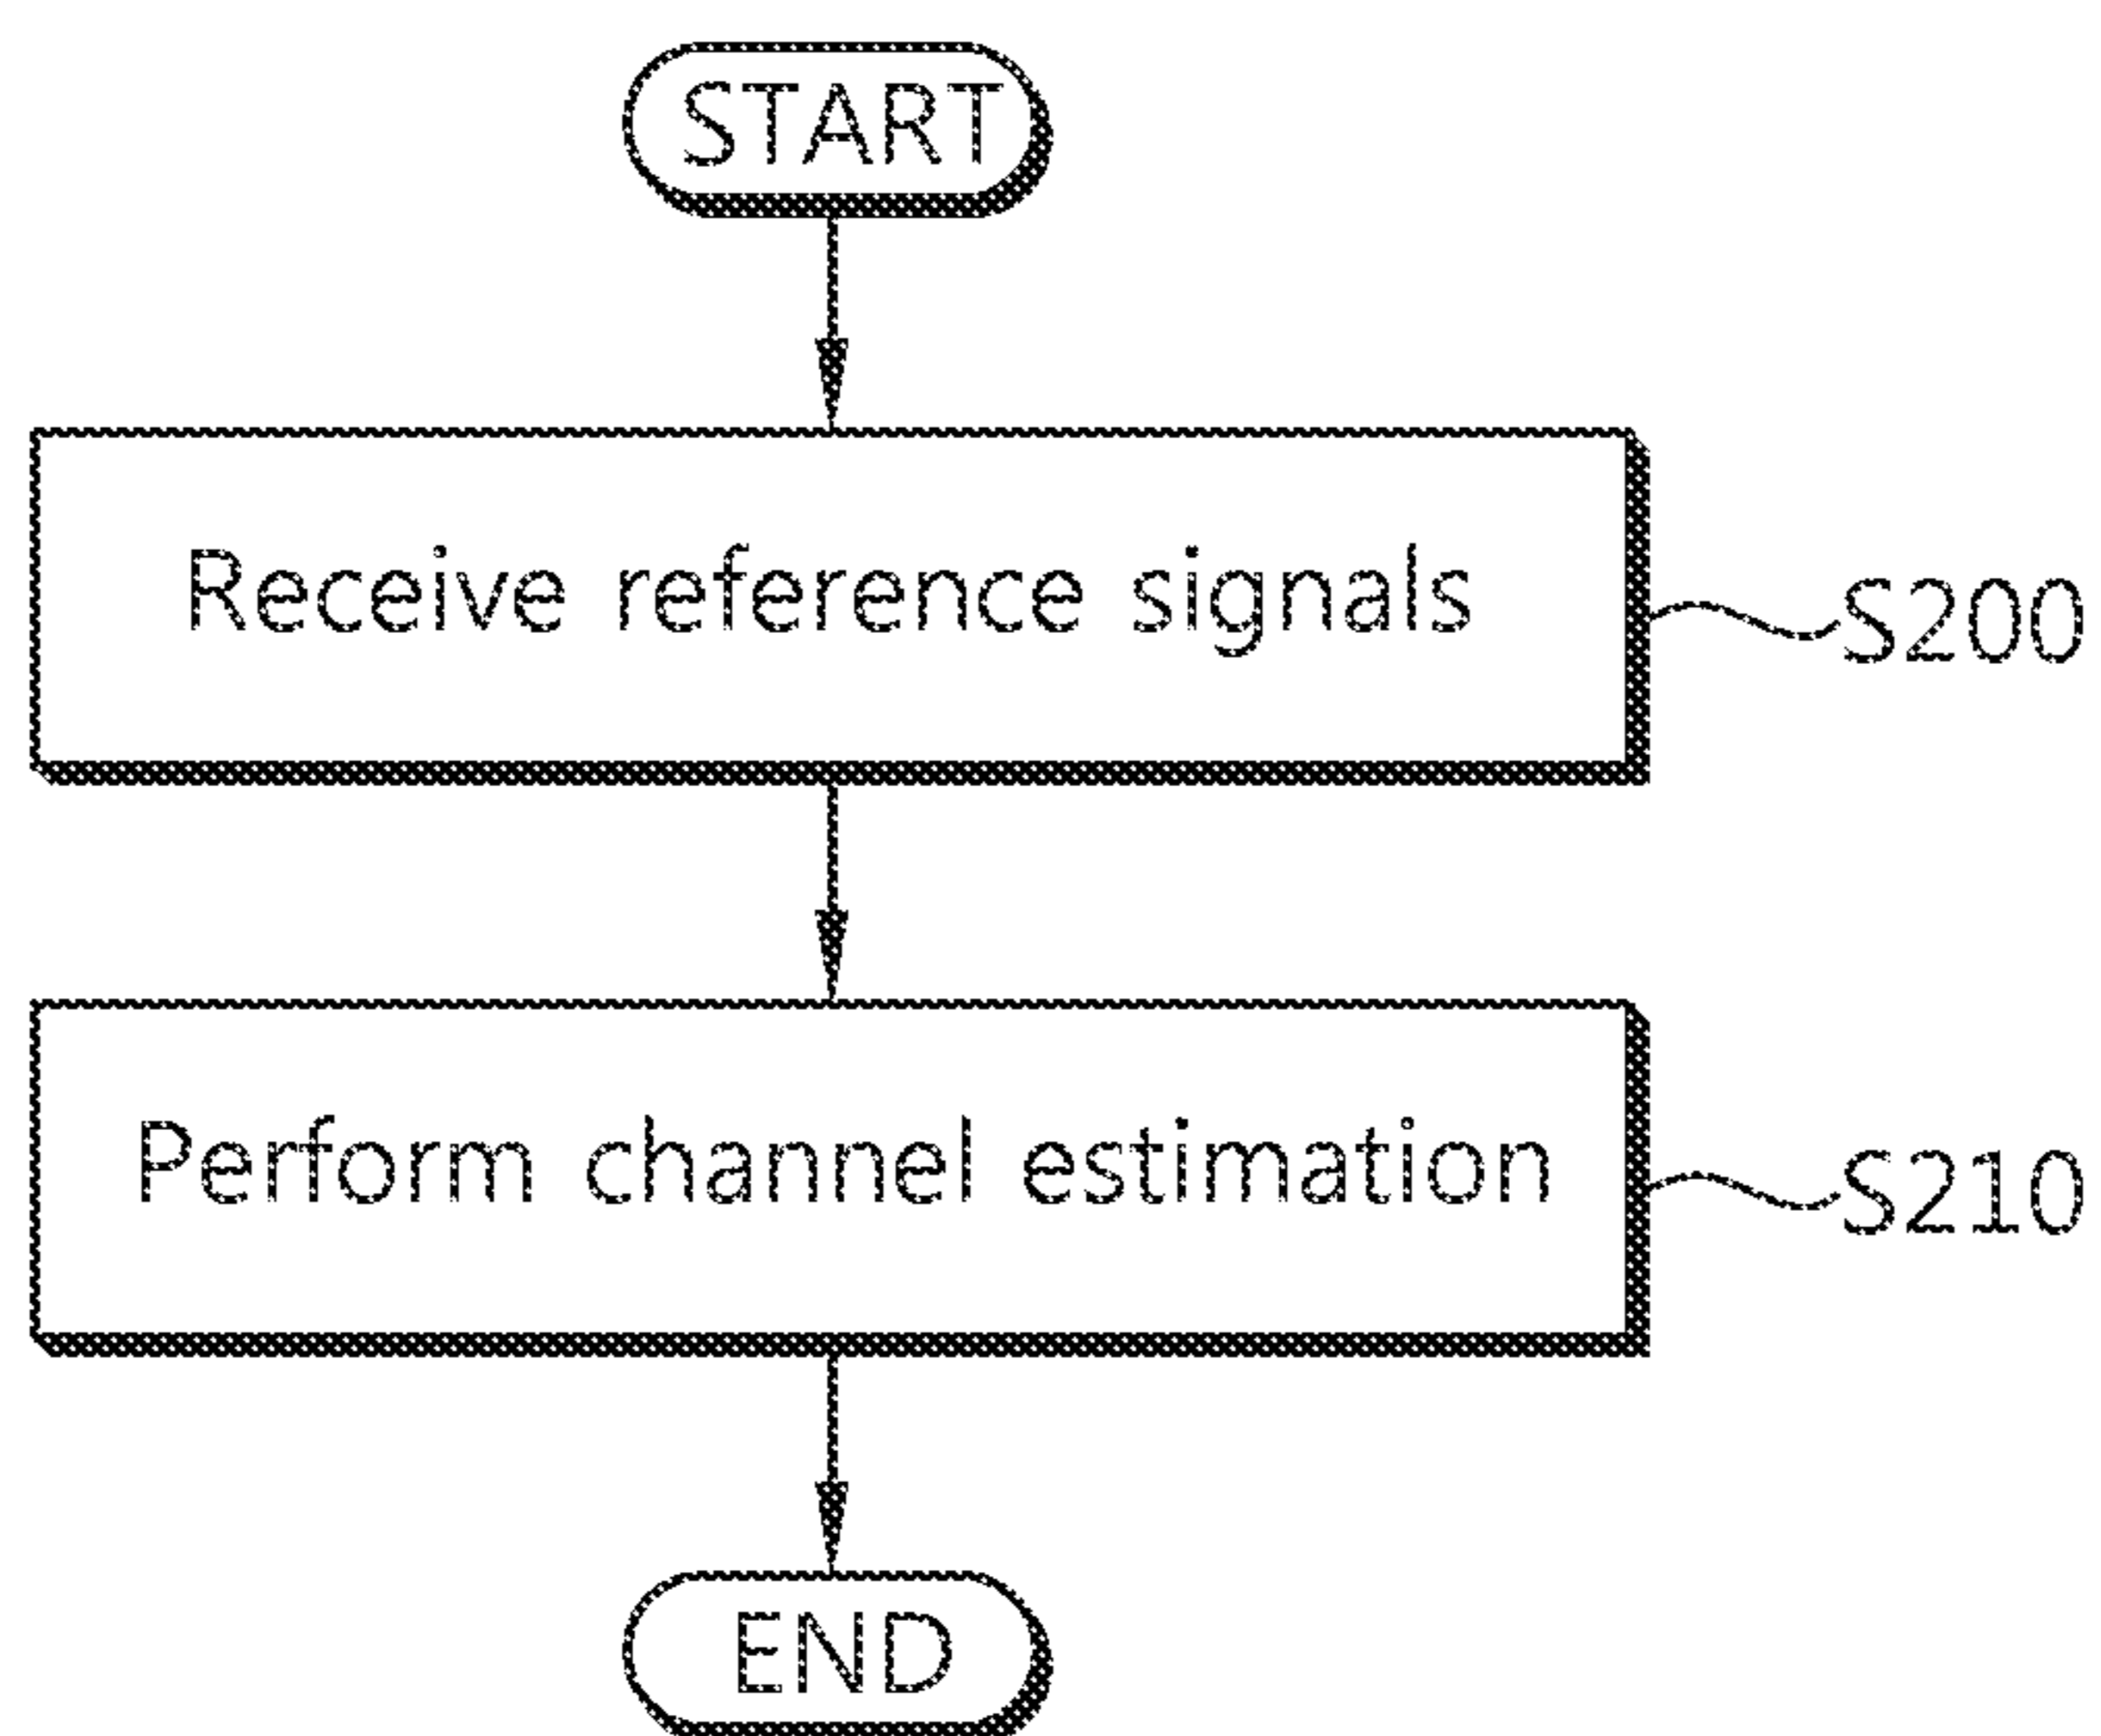 START
Receive reference signals
S200
Perform channel estimation
S210
END